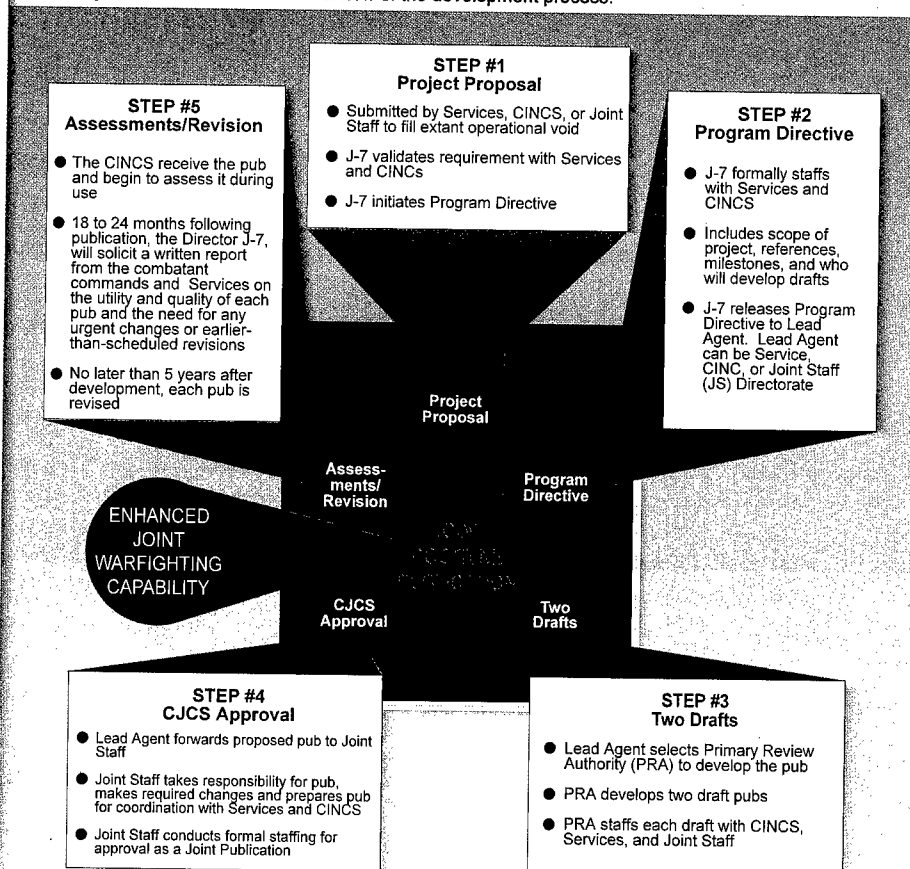 of the development process.
STEP #1
Project Proposal
● Submitted by Services, CINCS, or Joint
Staff to fill extant operational void
● J-7 validates requirement with Services
and CINCs
● J-7 initiates Program Directive
STEP #2
Program Directive
● J-7 formally staffs
with Services and
CINCS
● Includes scope of
project, references,
milestones, and who
will develop drafts
● J-7 releases Program
Directive to Lead
Agent. Lead Agent
can be Service,
CINC, or Joint Staff
(JS) Directorate
STEP #5
Assessments/Revision
● The CINCS receive the pub
and begin to assess it during
use
● 18 to 24 months following
publication, the Director J-7,
will solicit a written report
from the combatant
commands and Services on
the utility and quality of each
pub and the need for any
urgent changes or earlier-
than-scheduled revisions
● No later than 5 years after
development, each pub is
revised
Project
Proposal
Assess-
ments/
Revision
Program
Directive
CJCS
Approval
Two
Drafts
ENHANCED
JOINT
WARFIGHTING
CAPABILITY
STEP #4
CJCS Approval
● Lead Agent forwards proposed pub to Joint
Staff
● Joint Staff takes responsibility for pub,
makes required changes and prepares pub
for coordination with Services and CINCS
● Joint Staff conducts formal staffing for
approval as a Joint Publication
STEP #3
Two Drafts
● Lead Agent selects Primary Review
Authority (PRA) to develop the pub
● PRA develops two draft pubs
● PRA staffs each draft with CINCS,
Services, and Joint Staff